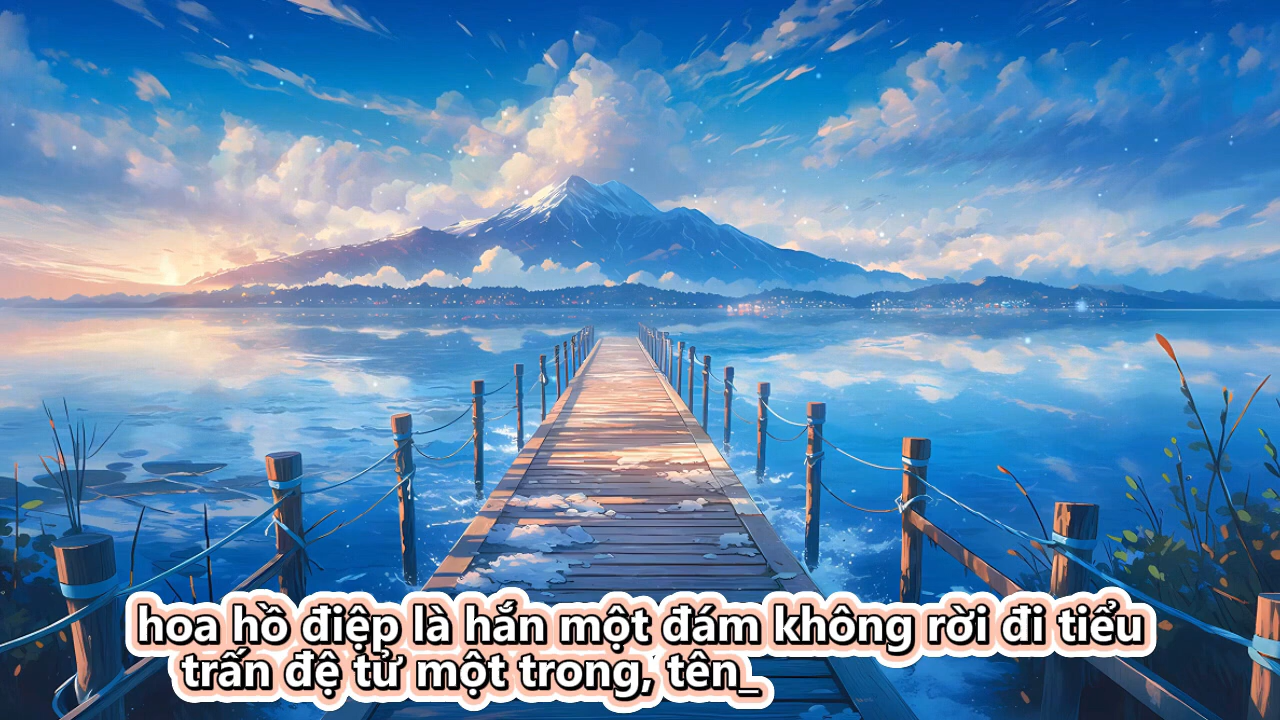 hoa hồ điệp là hắn một đám không rời đi tiểu
trấn đệ tử một trong, tên_